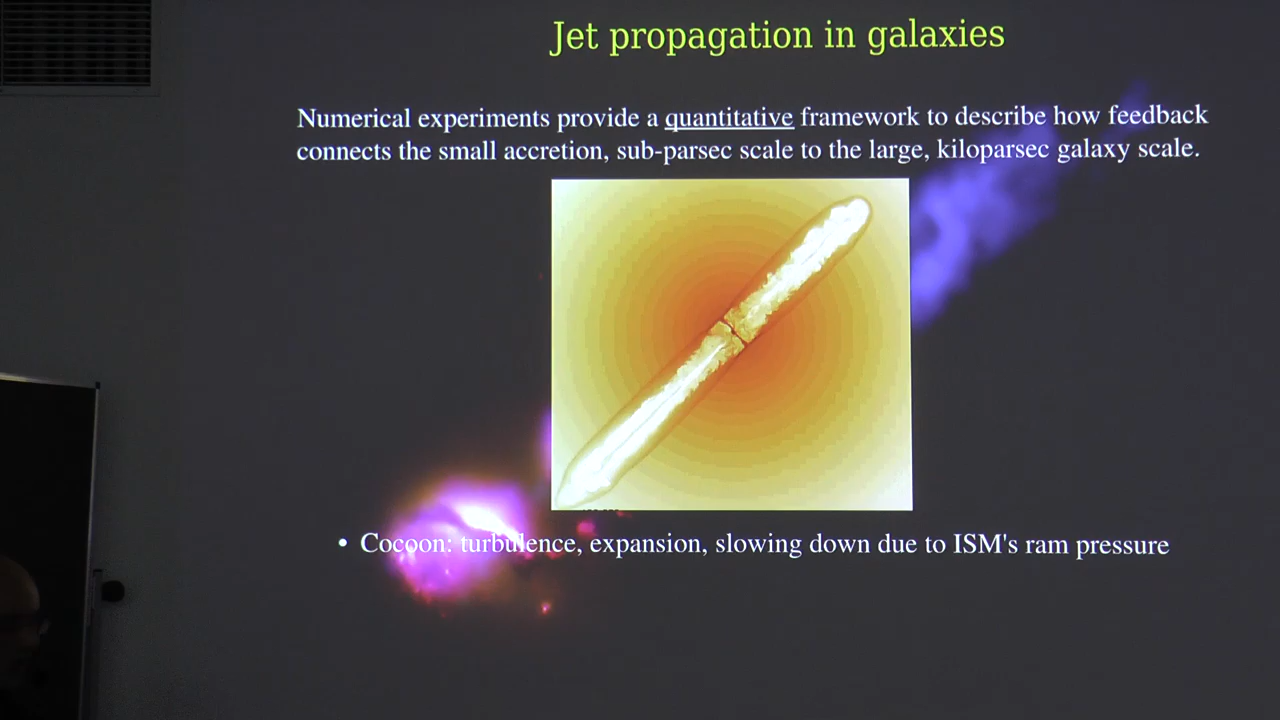 Jet propagation in galaxies
Numerical experiments provide a quantitative framework to describe how feedback
connects the small accretion, sub-parsec scale to the large, kiloparsec galaxy scale.
• Cocoon: turbulence, expansion, slowing down due to ISM's ram pressure